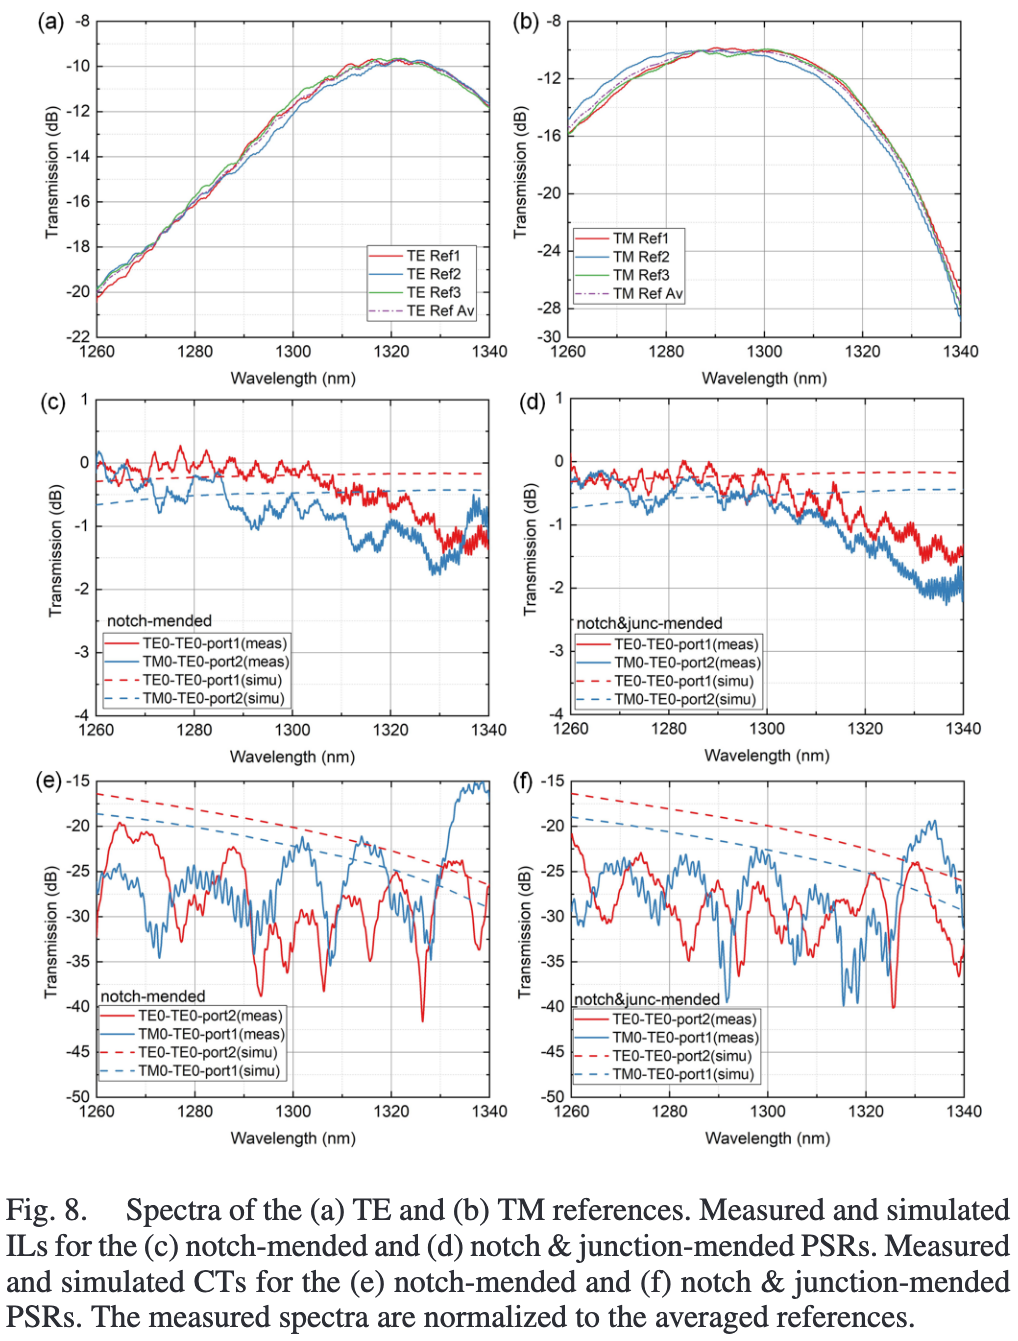 (a)
-8
-10
-12
-14
-16
-18
-20
-22
Transmission (dB)
TE Ref1
TE Ref2
TE Ref3
TE Ref Av
1260
1280
1300
1320
1340
Wavelength (nm)
(b)
-8
-12
-16
-20
-24
-28
-30
Transmission (dB)
TM Ref1
TM Ref2
TM Ref3
TM Ref Av
1260
1280
1300
1320
1340
Wavelength (nm)
(c)
1
0
-1
-2
-3
-4
Transmission (dB)
notch-mended
TE0-TE0-port1(meas)
TM0-TE0-port2(meas)
TE0-TE0-port1(simu)
TM0-TE0-port2(simu)
1260
1280
1300
1320
1340
Wavelength (nm)
(d)
1
0
-1
-2
-3
-4
Transmission (dB)
notch&junc-mended
TE0-TE0-port1(meas)
TM0-TE0-port2(meas)
TE0-TE0-port1(simu)
TM0-TE0-port2(simu)
1260
1280
1300
1320
1340
Wavelength (nm)
(e)
-15
-20
-25
-30
-35
-40
-45
-50
Transmission (dB)
notch-mended
TE0-TE0-port2(meas)
TM0-TE0-port1(meas)
TE0-TE0-port2(simu)
TM0-TE0-port1(simu)
1260
1280
1300
1320
1340
Wavelength (nm)
(f)
-15
-20
-25
-30
-35
-40
-45
-50
Transmission (dB)
notch&junc-mended
TE0-TE0-port2(meas)
TM0-TE0-port1(meas)
TE0-TE0-port2(simu)
TM0-TE0-port1(simu)
1260
1280
1300
1320
1340
Wavelength (nm)
Fig. 8. Spectra of the (a) TE and (b) TM references. Measured and simulated
ILs for the (c) notch-mended and (d) notch & junction-mended PSRs. Measured
and simulated CTs for the (e) notch-mended and (f) notch & junction-mended
PSRs. The measured spectra are normalized to the averaged references.